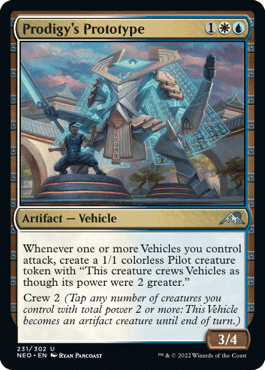 Prodigy's Prototype 1
Artifact — Vehicle
Whenever one or more Vehicles you control
attack, create a 1/1 colorless Pilot creature
token with “This creature crews Vehicles as
though its power were 2 greater.”
Crew 2 (Tap any number of creatures you
control with total power 2 or more: This Vehicle
becomes an artifact creature until end of turn.)
3/4
231/302 U
NEO • EN Ryan Pancoast
™ & © 2022 Wizards of the Coast